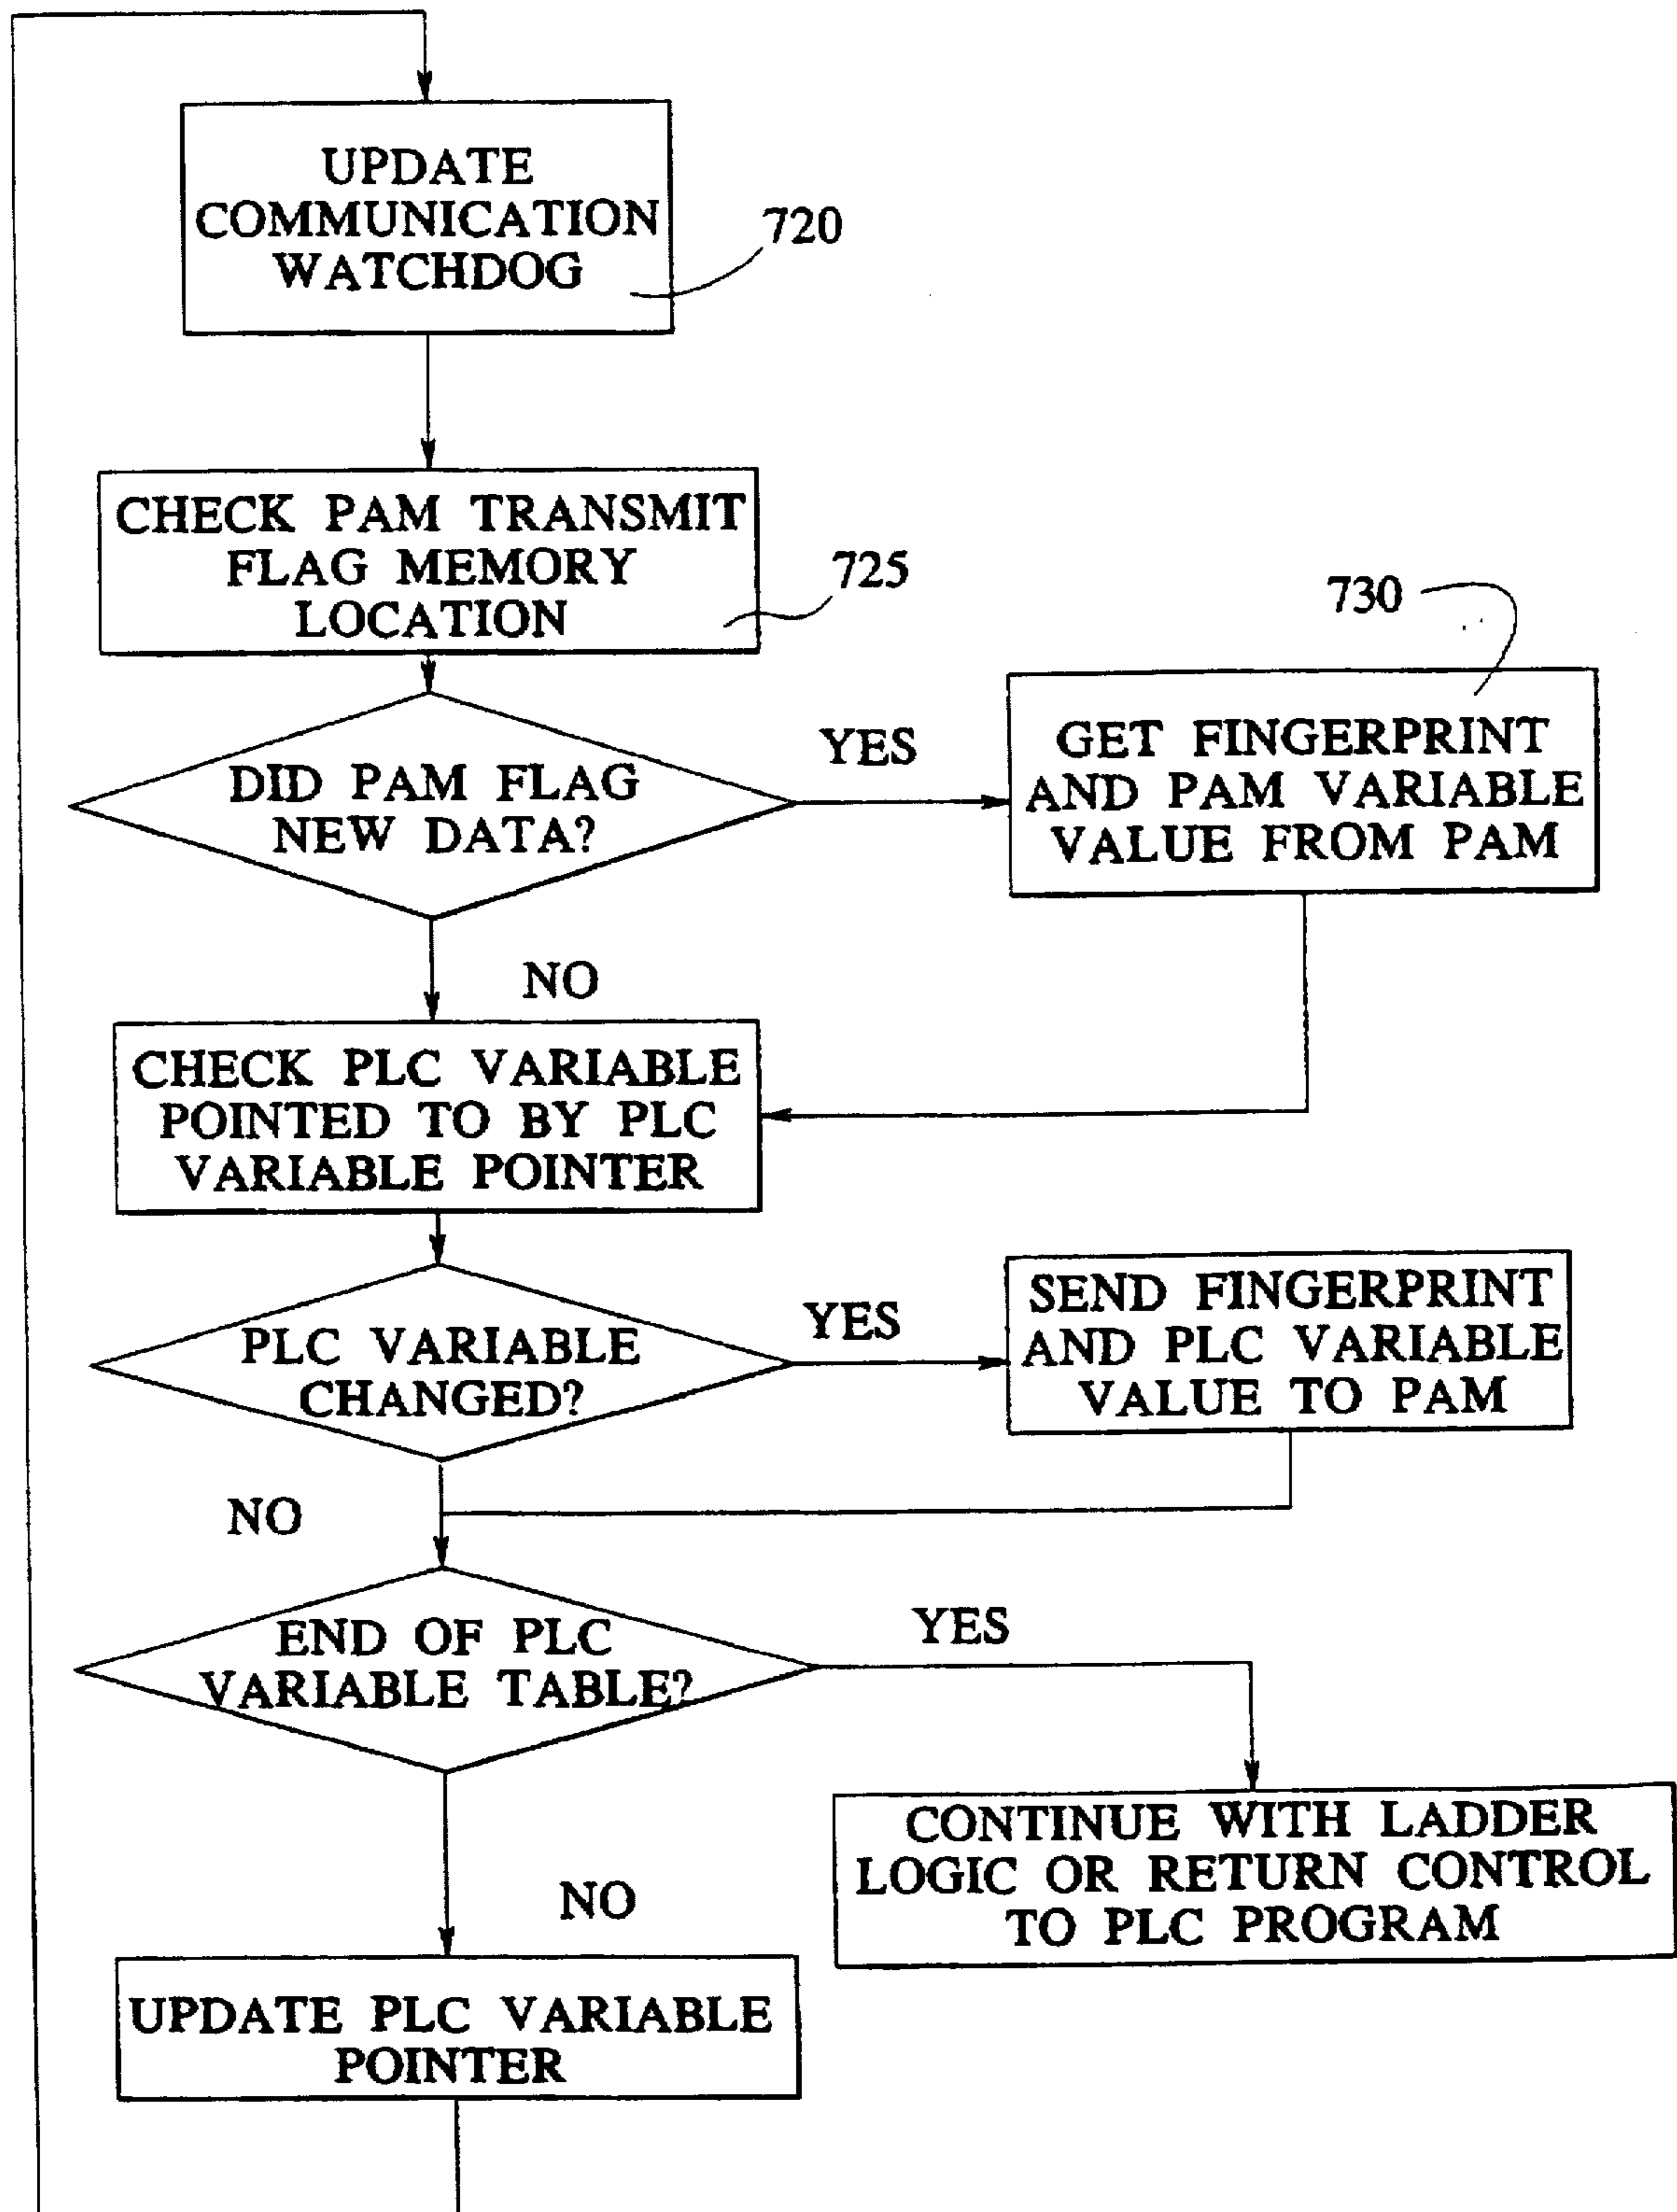 UPDATE
COMMUNICATION
WATCHDOG
720
CHECK PAM TRANSMIT
FLAG MEMORY
LOCATION
725
730
DID PAM FLAG
NEW DATA?
YES
GET FINGERPRINT
AND PAM VARIABLE
VALUE FROM PAM
NO
CHECK PLC VARIABLE
POINTED TO BY PLC
VARIABLE POINTER
PLC VARIABLE
CHANGED?
YES
SEND FINGERPRINT
AND PLC VARIABLE
VALUE TO PAM
NO
END OF PLC
VARIABLE TABLE?
YES
CONTINUE WITH LADDER
LOGIC OR RETURN CONTROL
TO PLC PROGRAM
NO
UPDATE PLC VARIABLE
POINTER